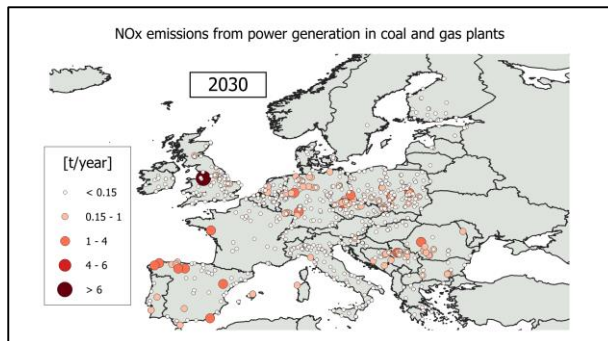 NOx emissions from power generation in coal and gas plants
2030
[t/year]
< 0.15
0.15 - 1
1 - 4
4 - 6
> 6